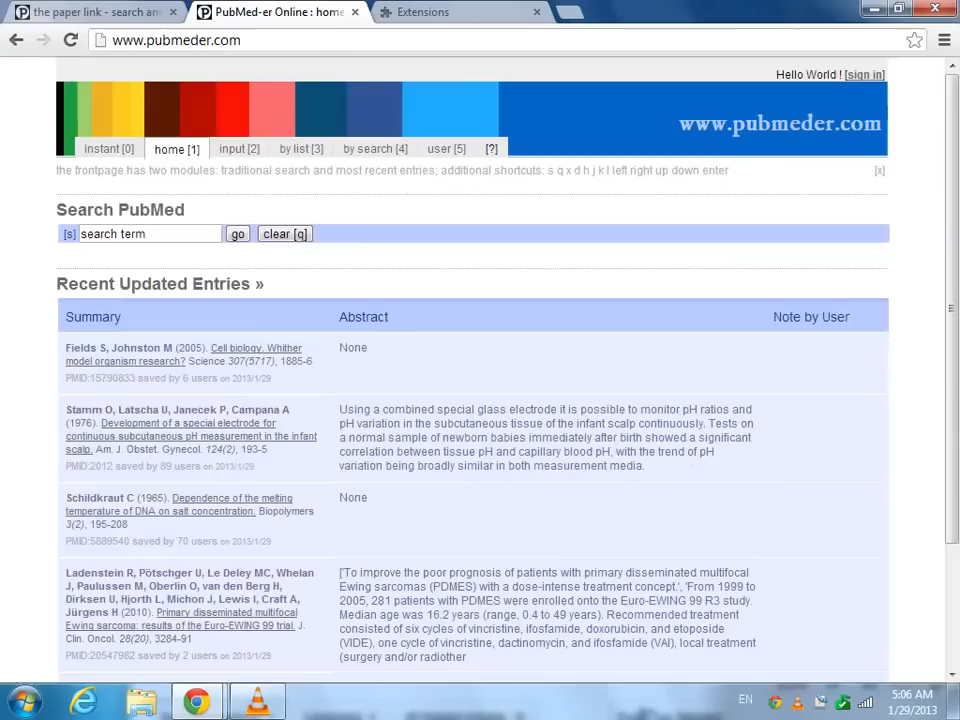 the paper link - search an
PubMed-er Online : home
Extensions
www.pubmeder.com
Hello World ! [sign in]
www.pubmeder.com
instant [0] home [1] input [2] by list [3] by search [4] user [5] [?]
the frontpage has two modules: traditional search and most recent entries; additional shortcuts: s q x d h j k l left right up down enter [x]
Search PubMed
[s] search term go clear [q]
Recent Updated Entries »
Summary Abstract Note by User
Fields S, Johnston M (2005). Cell biology. Whither
model organism research? Science 307(5717), 1885-6
PMID:15790833 saved by 6 users on 2013/1/29
None
Stamm O, Latscha U, Janecek P, Campana A
(1976). Development of a special electrode for
continuous subcutaneous pH measurement in the infant
scalp. Am. J. Obstet. Gynecol. 124(2), 193-5
PMID:2012 saved by 89 users on 2013/1/29
Using a combined special glass electrode it is possible to monitor pH ratios and
pH variation in the subcutaneous tissue of the infant scalp continuously. Tests on
a normal sample of newborn babies immediately after birth showed a significant
correlation between tissue pH and capillary blood pH, with the trend of pH
variation being broadly similar in both measurement media.
Schildkraut C (1965). Dependence of the melting
temperature of DNA on salt concentration. Biopolymers
3(2), 195-208
PMID:5889540 saved by 70 users on 2013/1/29
None
Ladenstein R, Pötschger U, Le Deley MC, Whelan
J, Paulussen M, Oberlin O, van den Berg H,
Dirksen U, Hjorth L, Michon J, Lewis I, Craft A,
Jürgens H (2010). Primary disseminated multifocal
Ewing sarcoma: results of the Euro-EWING 99 trial. J.
Clin. Oncol. 28(20), 3284-91
PMID:20547982 saved by 2 users on 2013/1/29
['To improve the poor prognosis of patients with primary disseminated multifocal
Ewing sarcomas (PDMES) with a dose-intense treatment concept.', 'From 1999 to
2005, 281 patients with PDMES were enrolled onto the Euro-EWING 99 R3 study.
Median age was 16.2 years (range, 0.4 to 49 years). Recommended treatment
consisted of six cycles of vincristine, ifosfamide, doxorubicin, and etoposide
(VIDE), one cycle of vincristine, dactinomycin, and ifosfamide (VAI), local treatment
(surgery and/or radiother
EN
5:06 AM
1/29/2013